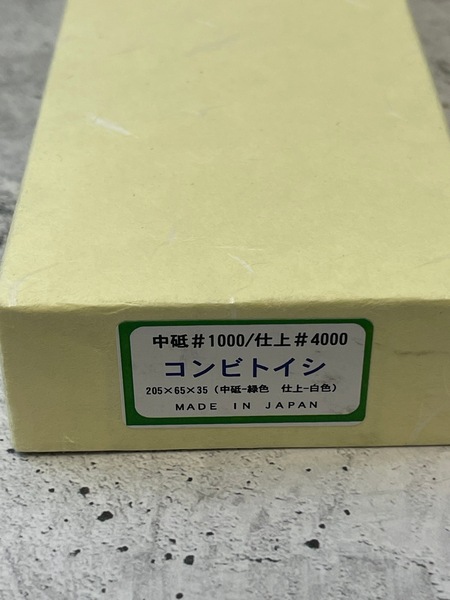 中砥#1000/仕上#4000
コンビトイシ
205×65×35(中砥-緑色 仕上-白色)
MADE IN JAPAN